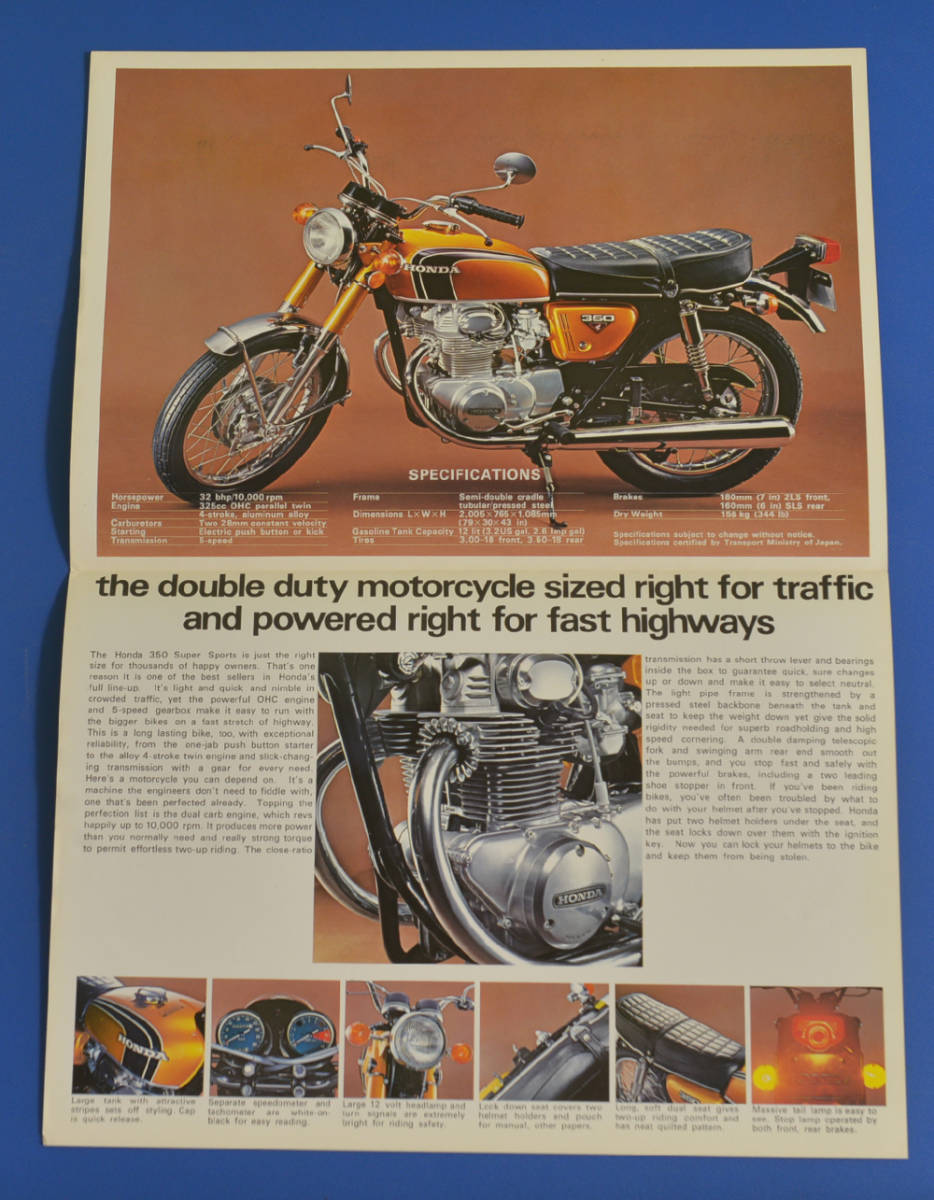 HONDA
350
HONDA
SPECIFICATIONS
Horsepower 32 bhp/10,000 rpm
Engine 325cc OHC parallel twin
4-stroke, aluminum alloy
Carburetors Two 28mm constant velocity
Starting Electric push button or kick
Transmission 5-speed
Frame Semi-double cradle
tubular/pressed steel
Dimensions L×W×H 2,005×765×1,085mm
(79×30×43 in)
Gasoline Tank Capacity 12 lit (3.2US gal, 2.6 Imp gal)
Tires 3.00-18 front, 3.50-18 rear
Brakes 180mm (7 in) 2LS front,
160mm (6 in) SLS rear
Dry Weight 156 kg (344 lb)
Specifications subject to change without notice.
Specifications certified by Transport Ministry of Japan.
the double duty motorcycle sized right for traffic
and powered right for fast highways
The Honda 350 Super Sports is just the right
size for thousands of happy owners. That's one
reason it is one of the best sellers in Honda's
full line-up. It's light and quick and nimble in
crowded traffic, yet the powerful OHC engine
and 5-speed gearbox make it easy to run with
the bigger bikes on a fast stretch of highway.
This is a long lasting bike, too, with exceptional
reliability, from the one-jab push button starter
to the alloy 4-stroke twin engine and slick-chang-
ing transmission with a gear for every need.
Here's a motorcycle you can depend on. It's a
machine the engineers don't need to fiddle with,
one that's been perfected already. Topping the
perfection list is the dual carb engine, which revs
happily up to 10,000 rpm. It produces more power
than you normally need and really strong torque
to permit effortless two-up riding. The close-ratio
transmission has a short throw lever and bearings
inside the box to guarantee quick, sure changes
up or down and make it easy to select neutral.
The light pipe frame is strengthened by a
pressed steel backbone beneath the tank and
seat to keep the weight down yet give the solid
rigidity needed for superb roadholding and high
speed cornering. A double damping telescopic
fork and swinging arm rear end smooth out
the bumps, and you stop fast and safely with
the powerful brakes, including a two leading
shoe stopper in front. If you've been riding
bikes, you've often been troubled by what to
do with your helmet after you've stopped. Honda
has put two helmet holders under the seat, and
the seat locks down over them with the ignition
key. Now you can lock your helmets to the bike
and keep them from being stolen.
HONDA
HONDA
Large tank with attractive
stripes sets off styling Cap
is quick release.
Separate speedometer and
tachometer are white-on-
black for easy reading.
Large 12 volt headlamp and
turn signals are extremely
bright for riding safety.
Lock down seat covers two
helmet holders and pouch
for manual, other papers.
Long, soft dual seat gives
two-up riding comfort and
has neat quilted pattern.
Massive tail lamp is easy to
see. Stop lamp operated by
both front, rear brakes.